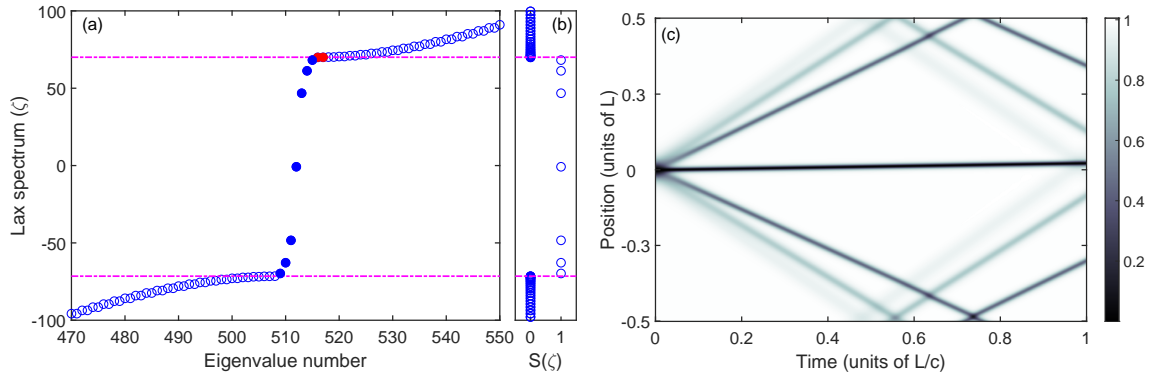 (a)
100
50
0
-50
-100
Lax spectrum (ζ)
470 480 490 500 510 520 530 540 550
Eigenvalue number
(b)
0 1
S(ζ)
(c)
0.5
0.3
0
-0.3
-0.5
Position (units of L)
0 0.2 0.4 0.6 0.8 1
Time (units of L/c)
1
0.8
0.6
0.4
0.2